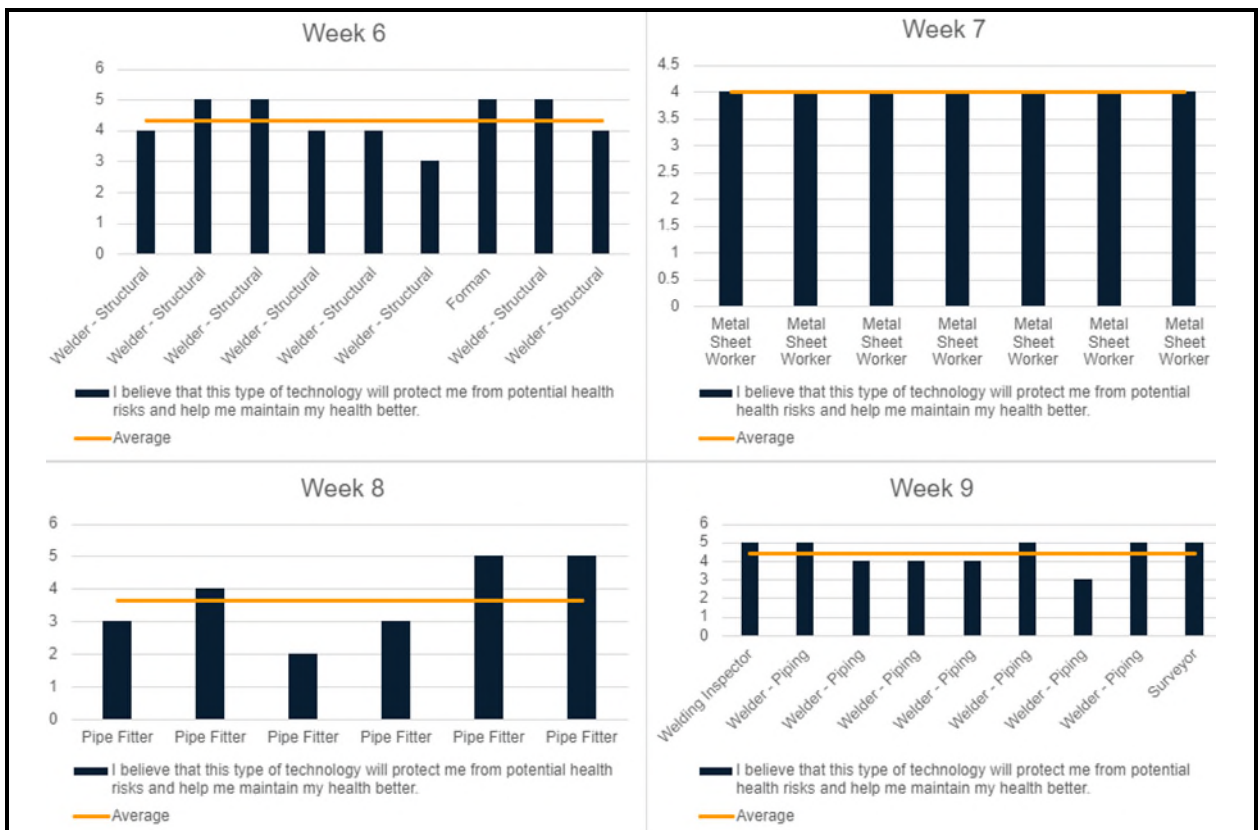 Week 6
6
5
4
3
2
1
0
Welder - Structural
Welder - Structural
Welder - Structural
Welder - Structural
Welder - Structural
Welder - Structural
Forman
Welder - Structural
Welder - Structural
I believe that this type of technology will protect me from potential health
risks and help me maintain my health better.
Average
Week 7
4.5
4
3.5
3
2.5
2
1.5
1
0.5
0
Metal Metal Metal Metal Metal Metal Metal
Sheet Sheet Sheet Sheet Sheet Sheet Sheet
Worker Worker Worker Worker Worker Worker Worker
I believe that this type of technology will protect me from potential
health risks and help me maintain my health better.
Average
Week 8
6
5
4
3
2
1
0
Pipe Fitter Pipe Fitter Pipe Fitter Pipe Fitter Pipe Fitter Pipe Fitter
I believe that this type of technology will protect me from potential health
risks and help me maintain my health better.
Average
Week 9
6
5
4
3
2
1
0
Welding Inspector
Welder - Piping
Welder - Piping
Welder - Piping
Welder - Piping
Welder - Piping
Welder - Piping
Welder - Piping
Surveyor
I believe that this type of technology will protect me from potential
health risks and help me maintain my health better.
Average